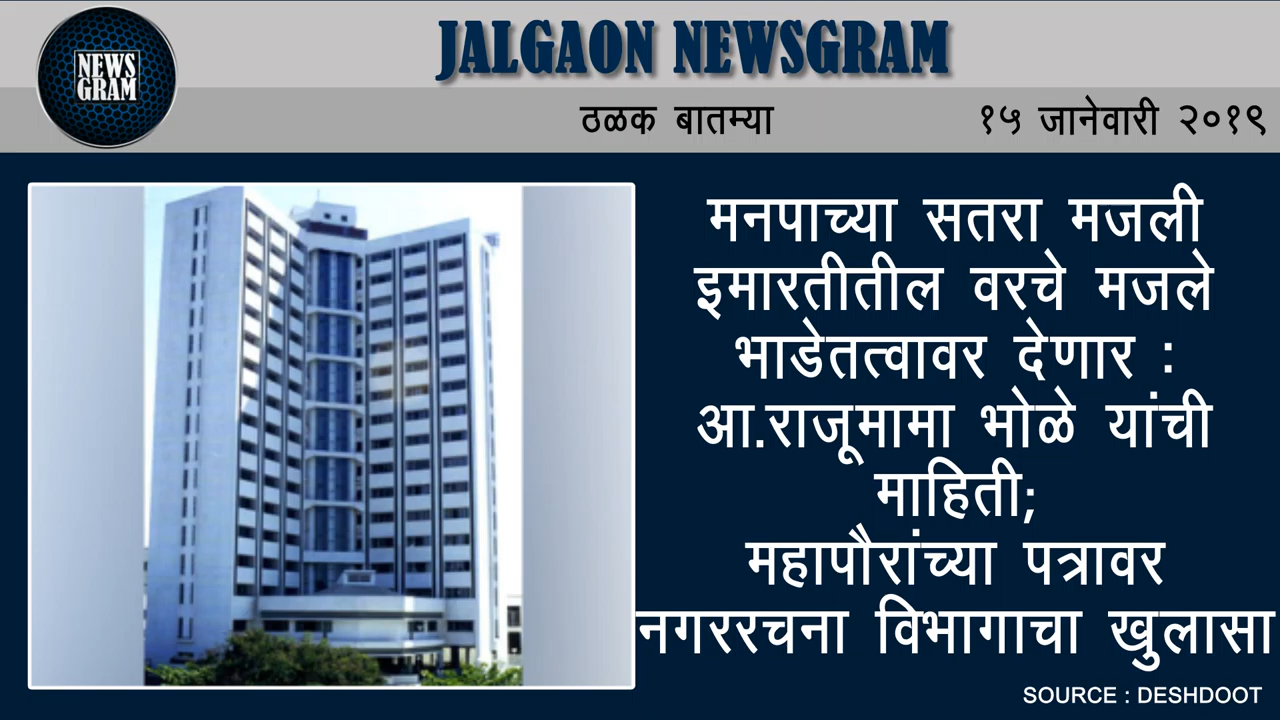 NEWS
GRAM
JALGAON NEWSGRAM
ठळक बातम्या
१५ जानेवारी २०१९
मनपाच्या सतरा मजली
इमारतीतील वरचे मजले
भाडेतत्वावर देणार :
आ.राजूमामा भोळे यांची
माहिती;
महापौरांच्या पत्रावर
नगररचना विभागाचा खुलासा
SOURCE : DESHDOOT